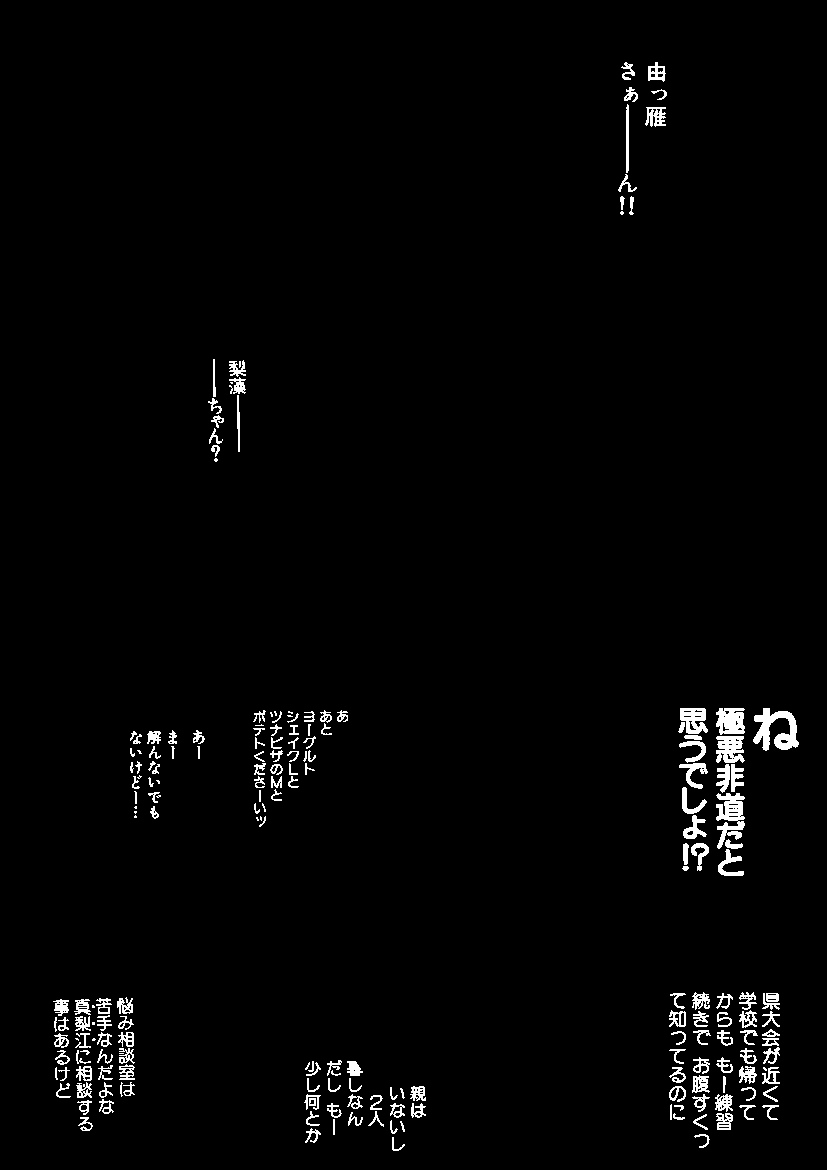 由っ雁
さぁ――ん!!
梨藻――
――ちゃん?
ね
極悪非道だと
思うでしょ!?
あ
あと
ヨーグルト
シェイクLと
ツナピザのMと
ポテトくださーいッ
あー
まー
解んないでも
ないけどー…
県大会が近くて
学校でも帰って
からも もー練習
続きで お腹すくっ
て知ってるのに
親は
いないし
2人
しなん
だし もー
少し何とか
悩み相談室は
苦手なんだよな
真梨江に相談する
事はあるけど